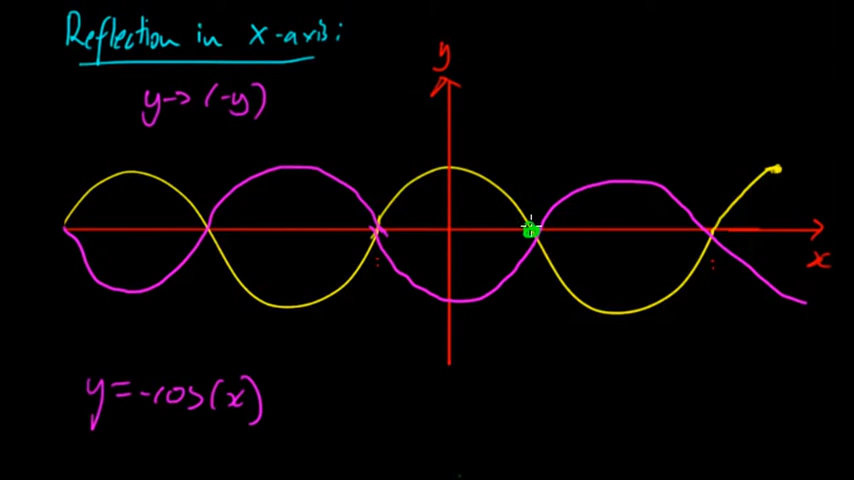 Reflection in x-axis:
y
y→(-y)
x
y=-cos(x)